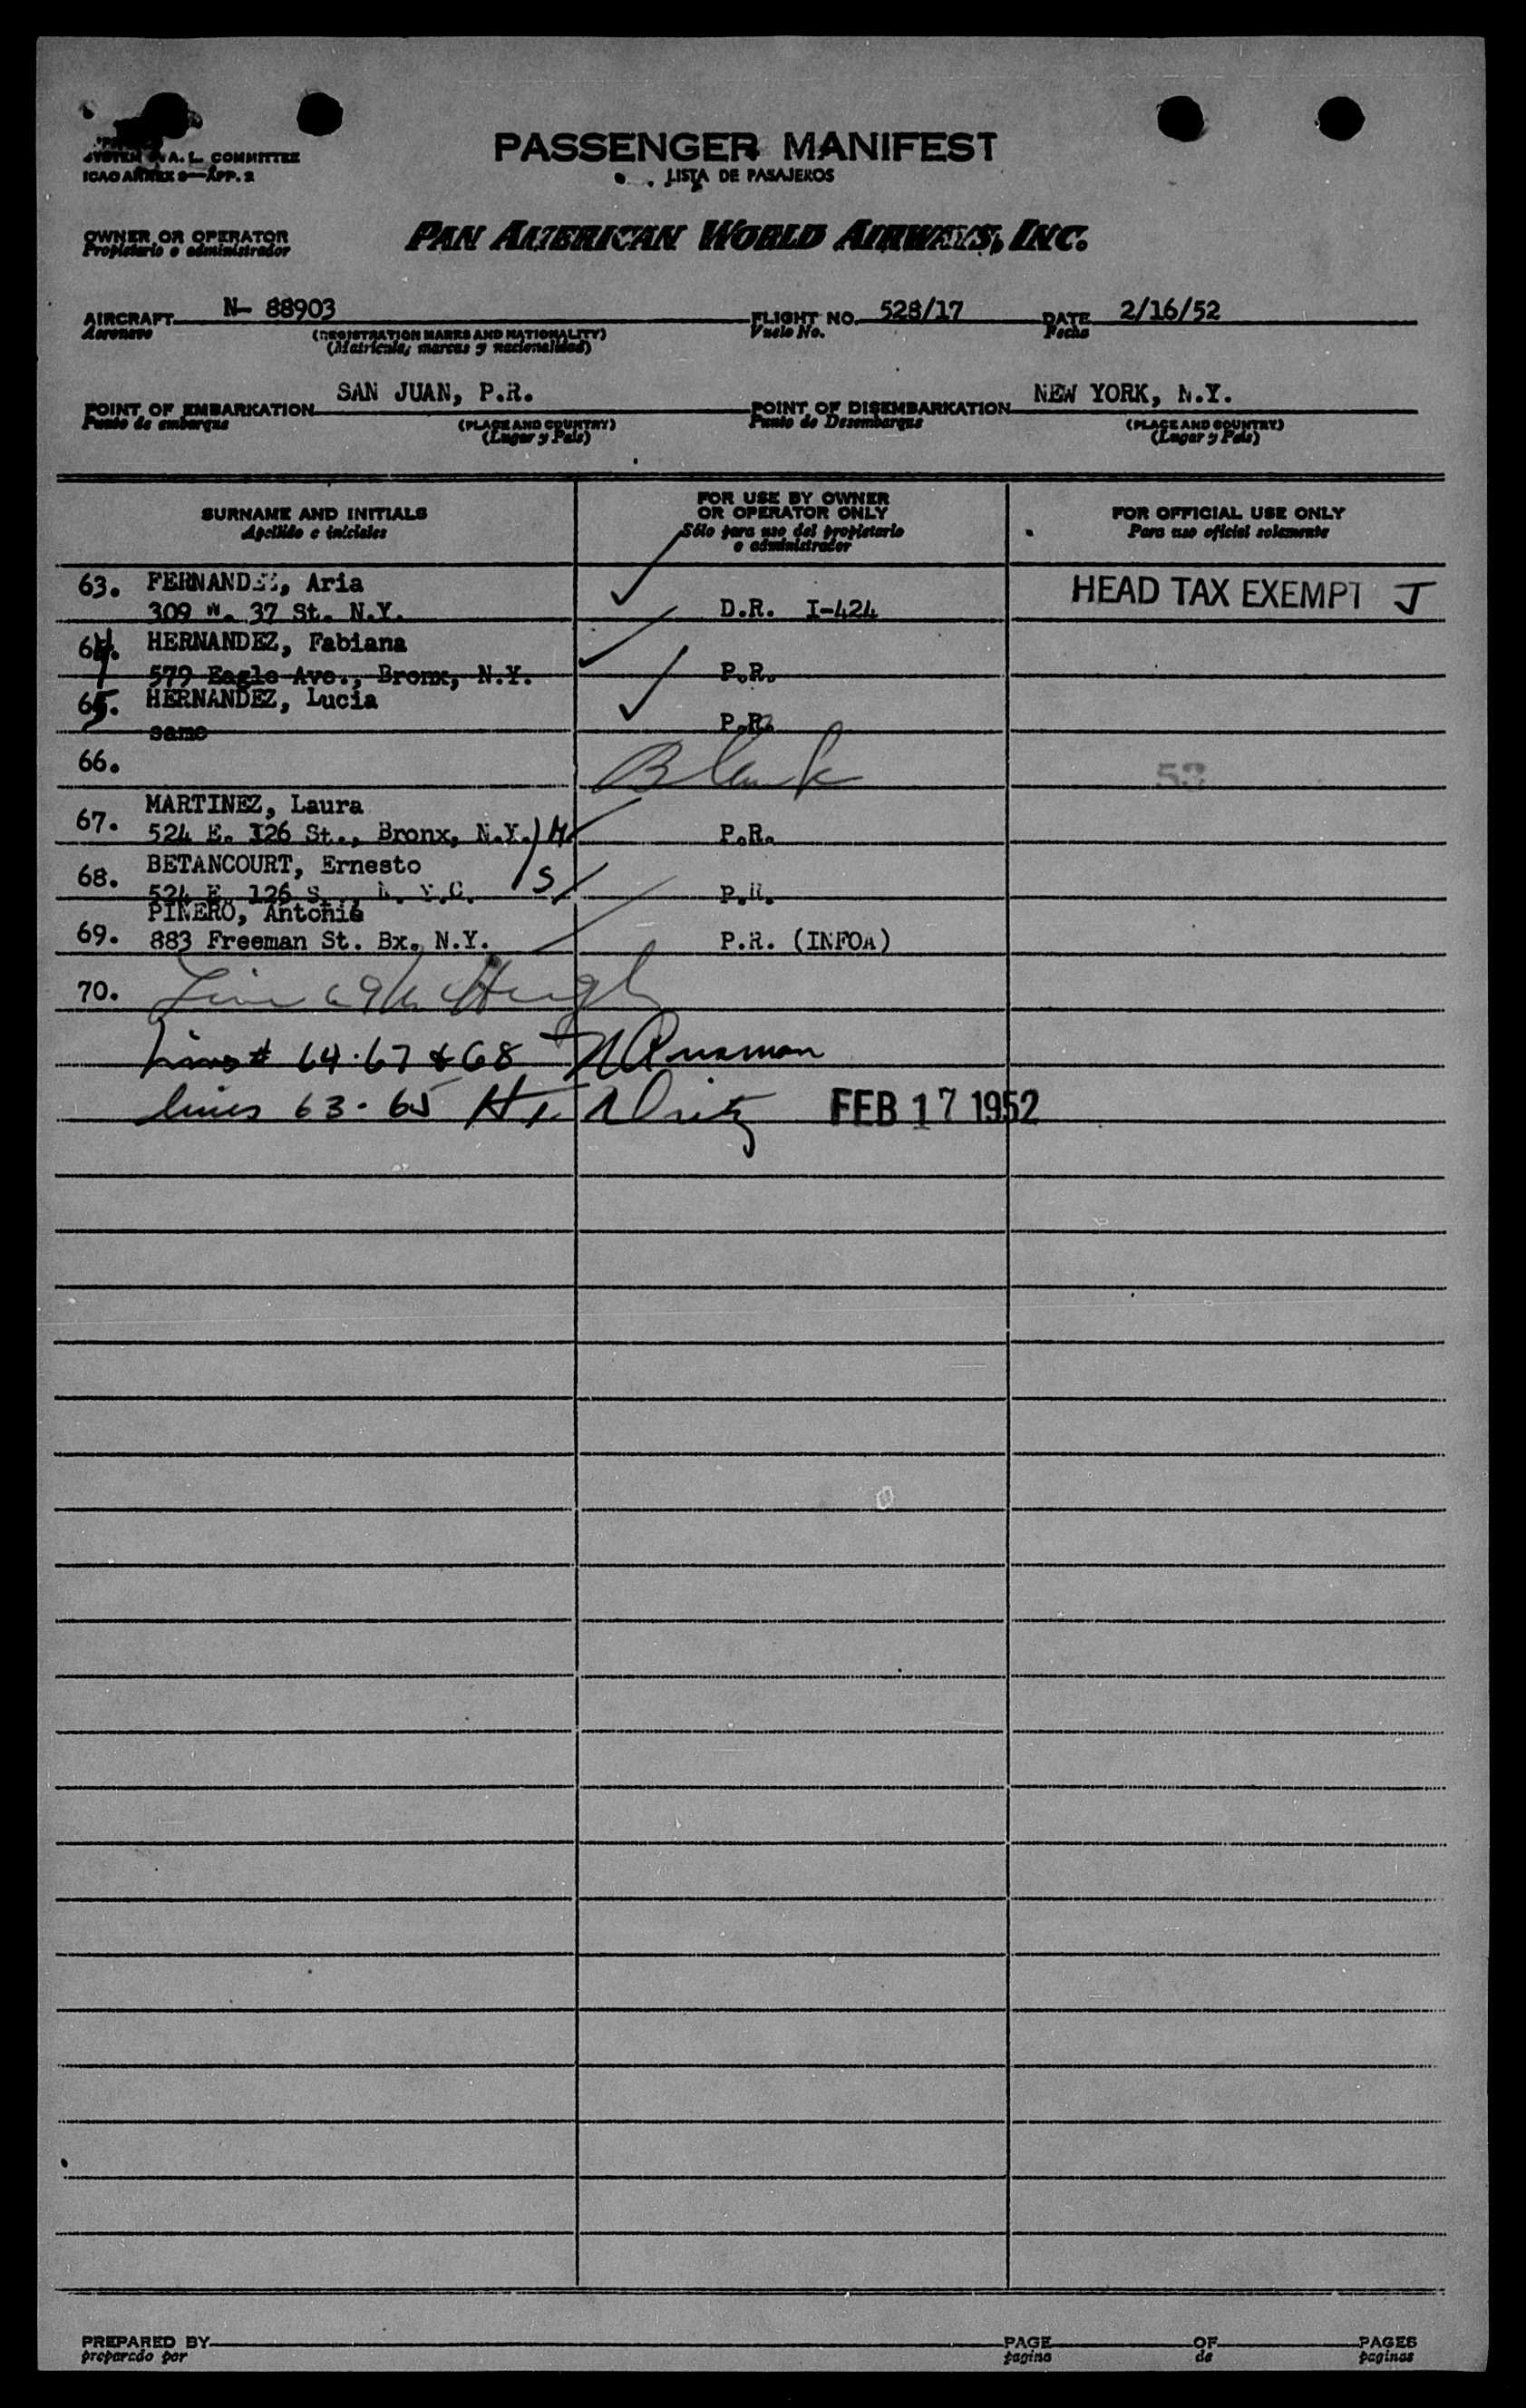 SYSTEM A. L. COMMITTEE
ICAO ANNEX 9—APP. 2
PASSENGER MANIFEST
LISTA DE PASAJEROS
OWNER OR OPERATOR
Propietario o administrador
PAN AMERICAN WORLD AIRWAYS, INC.
AIRCRAFT N- 88903 FLIGHT NO. 528/17 DATE 2/16/52
Aeronave (REGISTRATION MARKS AND NATIONALITY) Vuelo No. Fecha
(Matricula, marcas y nacionalidad)
POINT OF EMBARKATION SAN JUAN, P.R. POINT OF DISEMBARKATION NEW YORK, N.Y.
Punto de embarque (PLACE AND COUNTRY) Punto de Desembarque (PLACE AND COUNTRY)
(Lugar y País) (Lugar y País)
SURNAME AND INITIALS FOR USE BY OWNER OR OPERATOR ONLY FOR OFFICIAL USE ONLY
Apellido e iniciales Sólo para uso del propietario o administrador Para uso oficial solamente
63. FERNANDEZ, Aria HEAD TAX EXEMPT J
309 W. 37 St. N.Y. D.R. I-424
64. HERNANDEZ, Fabiana
579 Eagle Ave., Bronx, N.Y. P.R.
65. HERNANDEZ, Lucia
same P.R.
66. Blank 53
67. MARTINEZ, Laura
524 E. 126 St., Bronx, N.Y. M P.R.
68. BETANCOURT, Ernesto
524 E. 126 S N.Y.C. S P.R.
69. PINERO, Antonia
883 Freeman St. Bx. N.Y. P.R. (INFOA)
70. Line 69
Lines # 64-67 & 68
lines 63-65 FEB 17 1952
PREPARED BY PAGE OF PAGES
preparado por pagina de paginas